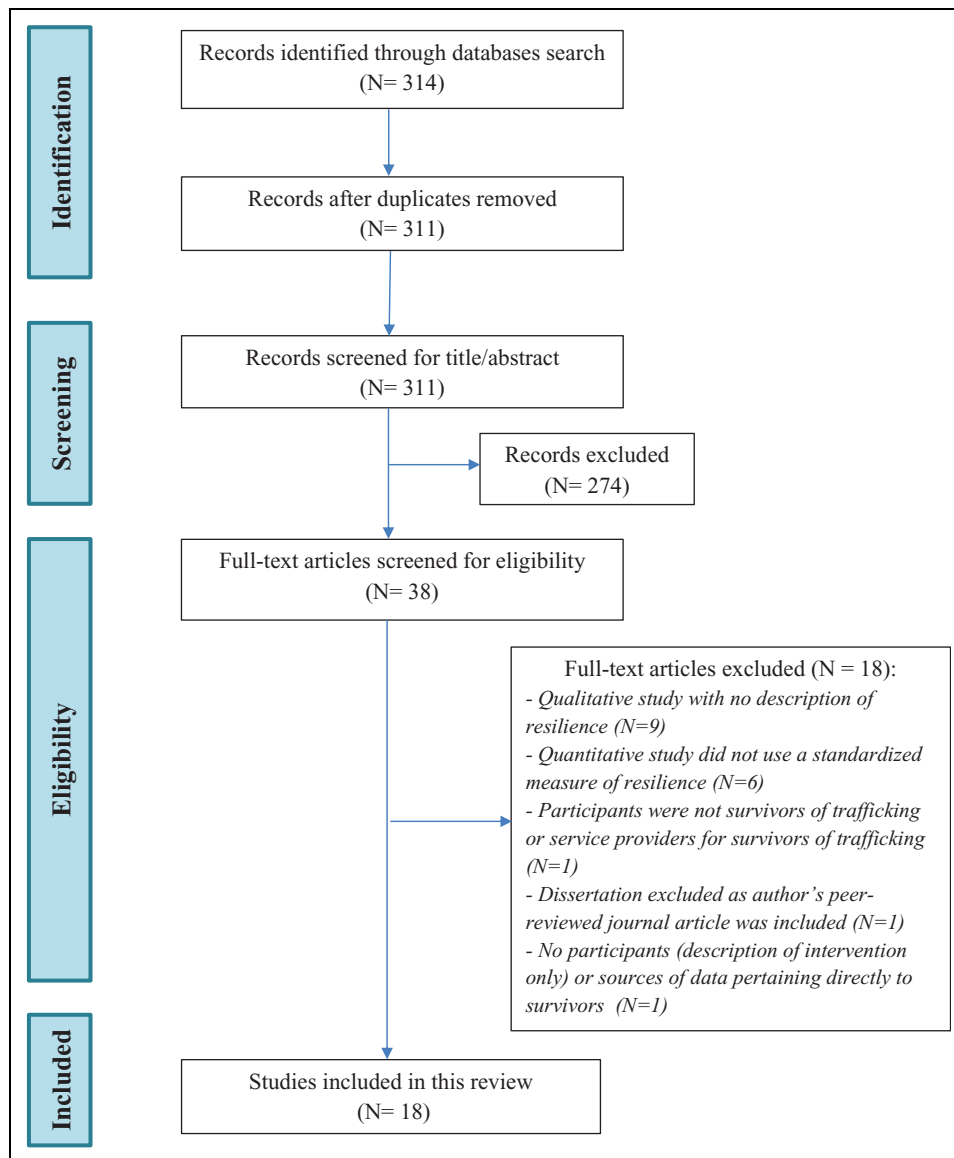 Identification
Records identified through databases search
(N= 314)
Records after duplicates removed
(N= 311)
Screening
Records screened for title/abstract
(N= 311)
Records excluded
(N= 274)
Eligibility
Full-text articles screened for eligibility
(N= 38)
Full-text articles excluded (N = 18):
- Qualitative study with no description of
resilience (N=9)
- Quantitative study did not use a standardized
measure of resilience (N=6)
- Participants were not survivors of trafficking
or service providers for survivors of trafficking
(N=1)
- Dissertation excluded as author's peer-
reviewed journal article was included (N=1)
- No participants (description of intervention
only) or sources of data pertaining directly to
survivors (N=1)
Included
Studies included in this review
(N= 18)